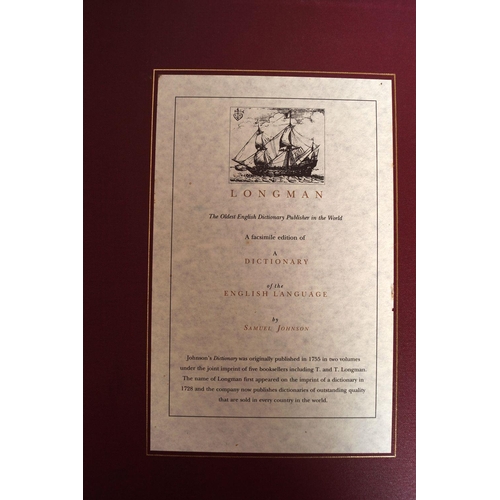 LONGMAN
The Oldest English Dictionary Publisher in the World
A facsimile edition of
A
DICTIONARY
of the
ENGLISH LANGUAGE
by
SAMUEL JOHNSON
Johnson's Dictionary was originally published in 1755 in two volumes
under the joint imprint of five booksellers including T. and T. Longman.
The name of Longman first appeared on the imprint of a dictionary in
1728 and the company now publishes dictionaries of outstanding quality
that are sold in every country in the world.